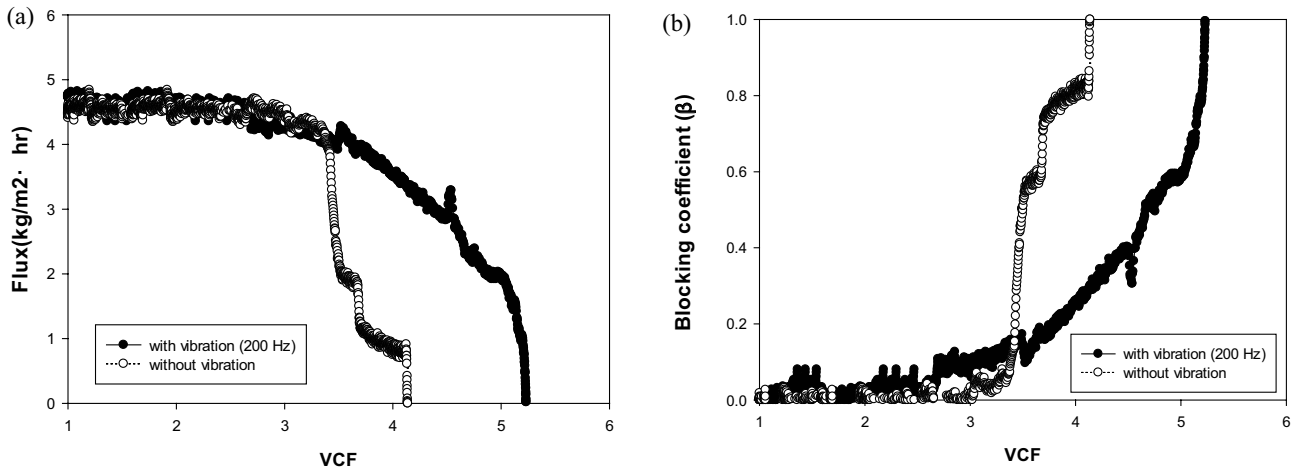 (a)
6
5
4
3
2
1
0
Flux(kg/m2· hr)
with vibration (200 Hz)
without vibration
1 2 3 4 5 6
VCF
(b)
1.0
0.8
0.6
0.4
0.2
0.0
Blocking coefficient (β)
with vibration (200 Hz)
without vibration
1 2 3 4 5 6
VCF